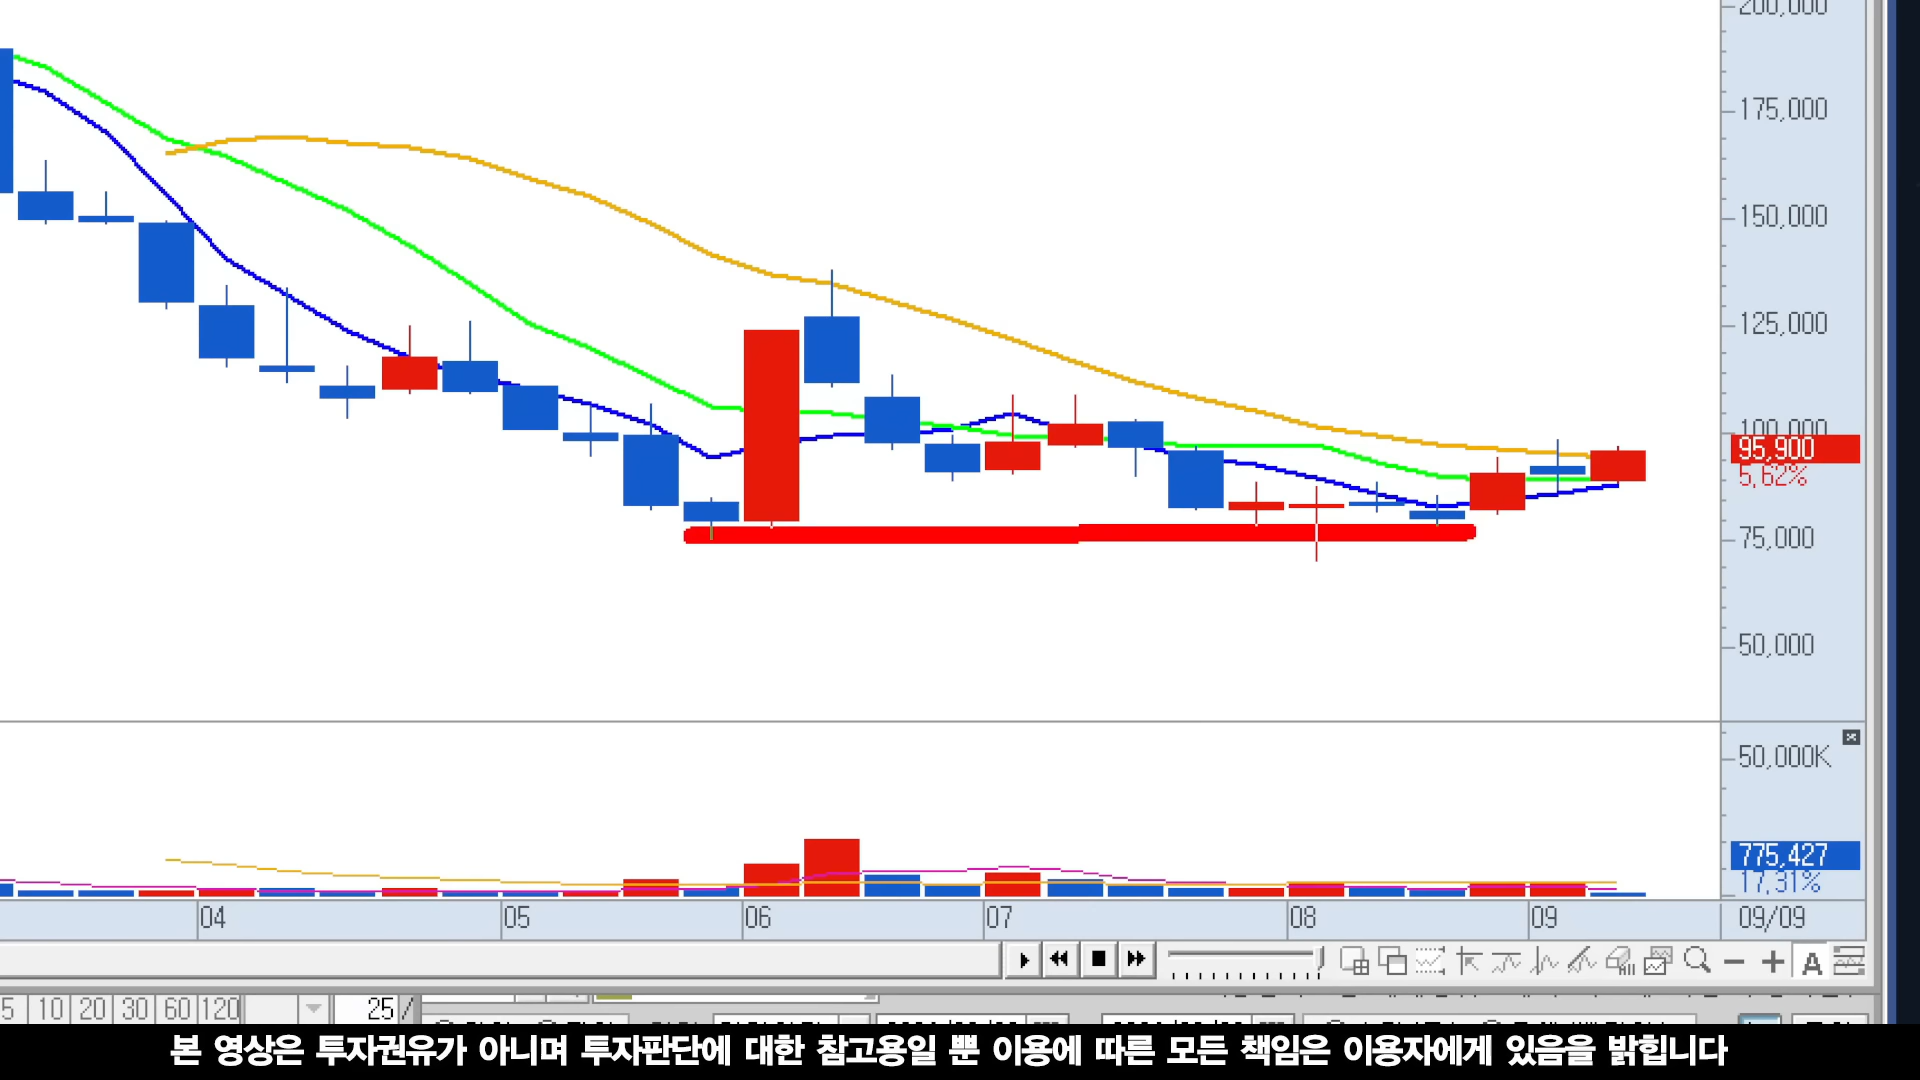 200,000
175,000
150,000
125,000
100,000
95,900
5,62%
75,000
50,000
50,000K
775,427
17,31%
04 05 06 07 08 09 09/09
A
5 10 20 30 60 120 25 /
본 영상은 투자권유가 아니며 투자판단에 대한 참고용일 뿐 이용에 따른 모든 책임은 이용자에게 있음을 밝힙니다